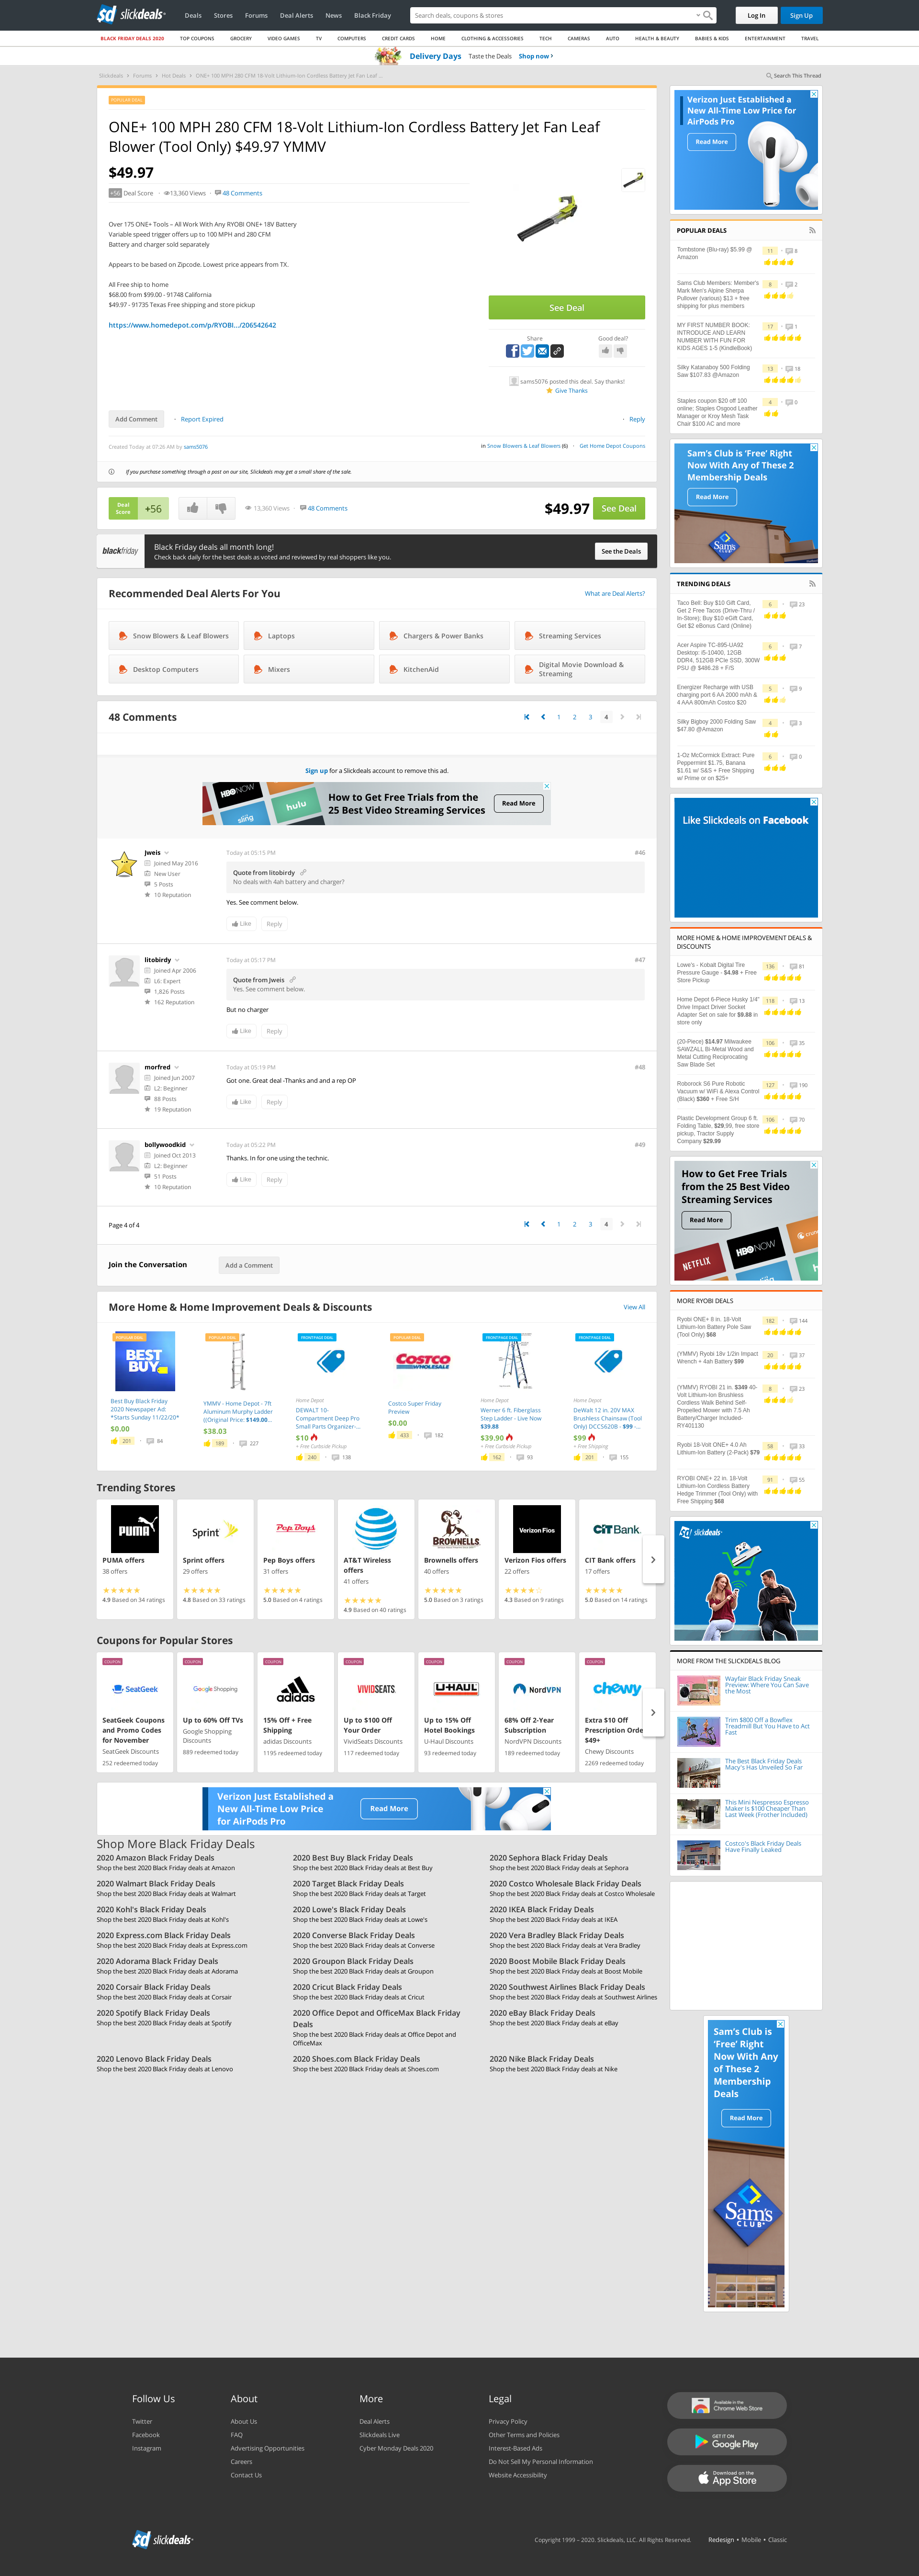 slickdeals
Deals
Stores
Forums
Deal Alerts
News
Black Friday
Search deals, coupons & stores
Log In
Sign Up
BLACK FRIDAY DEALS 2020
TOP COUPONS
GROCERY
VIDEO GAMES
TV
COMPUTERS
CREDIT CARDS
HOME
CLOTHING & ACCESSORIES
TECH
CAMERAS
AUTO
HEALTH & BEAUTY
BABIES & KIDS
ENTERTAINMENT
TRAVEL
Delivery Days Taste the Deals Shop now ›
Slickdeals › Forums › Hot Deals › ONE+ 100 MPH 280 CFM 18-Volt Lithium-Ion Cordless Battery Jet Fan Leaf ...
Search This Thread
POPULAR DEAL
ONE+ 100 MPH 280 CFM 18-Volt Lithium-Ion Cordless Battery Jet Fan Leaf
Blower (Tool Only) $49.97 YMMV
$49.97
+56 Deal Score • 13,360 Views • 48 Comments
Over 175 ONE+ Tools – All Work With Any RYOBI ONE+ 18V Battery
Variable speed trigger offers up to 100 MPH and 280 CFM
Battery and charger sold separately
Appears to be based on Zipcode. Lowest price appears from TX.
All Free ship to home
$68.00 from $99.00 - 91748 California
$49.97 - 91735 Texas Free shipping and store pickup
https://www.homedepot.com/p/RYOBI.../206542642
See Deal
Share
Good deal?
sams5076 posted this deal. Say thanks!
Give Thanks
Add Comment
• Report Expired
• Reply
Created Today at 07:26 AM by sams5076
in Snow Blowers & Leaf Blowers (6) • Get Home Depot Coupons
If you purchase something through a post on our site, Slickdeals may get a small share of the sale.
Deal
Score
+56
13,360 Views • 48 Comments
$49.97
See Deal
blackfriday
Black Friday deals all month long!
Check back daily for the best deals as voted and reviewed by real shoppers like you.
See the Deals
Recommended Deal Alerts For You
What are Deal Alerts?
Snow Blowers & Leaf Blowers
Laptops
Chargers & Power Banks
Streaming Services
Desktop Computers
Mixers
KitchenAid
Digital Movie Download &
Streaming
48 Comments
1 2 3 4
Sign up for a Slickdeals account to remove this ad.
HBO NOW
sling
hulu
How to Get Free Trials from the
25 Best Video Streaming Services
Read More
Jweis
Joined May 2016
New User
5 Posts
10 Reputation
Today at 05:15 PM
#46
Quote from litobirdy
No deals with 4ah battery and charger?
Yes. See comment below.
Like
Reply
litobirdy
Joined Apr 2006
L6: Expert
1,826 Posts
162 Reputation
Today at 05:17 PM
#47
Quote from Jweis
Yes. See comment below.
But no charger
Like
Reply
morfred
Joined Jun 2007
L2: Beginner
88 Posts
19 Reputation
Today at 05:19 PM
#48
Got one. Great deal -Thanks and and a rep OP
Like
Reply
bollywoodkid
Joined Oct 2013
L2: Beginner
51 Posts
10 Reputation
Today at 05:22 PM
#49
Thanks. In for one using the technic.
Like
Reply
Page 4 of 4
1 2 3 4
Join the Conversation
Add a Comment
More Home & Home Improvement Deals & Discounts
View All
POPULAR DEAL
BEST
BUY
Best Buy Black Friday
2020 Newspaper Ad:
*Starts Sunday 11/22/20*
$0.00
201 • 84
POPULAR DEAL
YMMV - Home Depot - 7ft
Aluminum Murphy Ladder
((Original Price: $149.00...
$38.03
189 • 227
FRONTPAGE DEAL
Home Depot
DEWALT 10-
Compartment Deep Pro
Small Parts Organizer-...
$10
+ Free Curbside Pickup
240 • 138
POPULAR DEAL
COSTCO
WHOLESALE
Costco Super Friday
Preview
$0.00
433 • 182
FRONTPAGE DEAL
Home Depot
Werner 6 ft. Fiberglass
Step Ladder - Live Now
$39.88
$39.90
+ Free Curbside Pickup
162 • 93
FRONTPAGE DEAL
Home Depot
DeWalt 12 in. 20V MAX
Brushless Chainsaw (Tool
Only) DCCS620B - $99 -...
$99
+ Free Shipping
201 • 155
Trending Stores
PUMA
PUMA offers
38 offers
4.9 Based on 34 ratings
Sprint
Sprint offers
29 offers
4.8 Based on 33 ratings
Pep Boys
Pep Boys offers
31 offers
5.0 Based on 4 ratings
AT&T Wireless
offers
41 offers
4.9 Based on 40 ratings
BROWNELLS
Brownells offers
40 offers
5.0 Based on 3 ratings
Verizon Fios
Verizon Fios offers
22 offers
4.3 Based on 9 ratings
CIT BANK
CIT Bank offers
17 offers
5.0 Based on 14 ratings
Coupons for Popular Stores
COUPON
SeatGeek
SeatGeek Coupons
and Promo Codes
for November
SeatGeek Discounts
252 redeemed today
COUPON
Google Shopping
Up to 60% Off TVs
Google Shopping
Discounts
889 redeemed today
COUPON
adidas
15% Off + Free
Shipping
adidas Discounts
1195 redeemed today
COUPON
VIVIDSEATS
Up to $100 Off
Your Order
VividSeats Discounts
117 redeemed today
COUPON
U-HAUL
Up to 15% Off
Hotel Bookings
U-Haul Discounts
93 redeemed today
COUPON
NordVPN
68% Off 2-Year
Subscription
NordVPN Discounts
189 redeemed today
COUPON
chewy
Extra $10 Off
Prescription Orde
$49+
Chewy Discounts
2269 redeemed today
Verizon Just Established a
New All-Time Low Price
for AirPods Pro
Read More
Shop More Black Friday Deals
2020 Amazon Black Friday Deals
Shop the best 2020 Black Friday deals at Amazon
2020 Best Buy Black Friday Deals
Shop the best 2020 Black Friday deals at Best Buy
2020 Sephora Black Friday Deals
Shop the best 2020 Black Friday deals at Sephora
2020 Walmart Black Friday Deals
Shop the best 2020 Black Friday deals at Walmart
2020 Target Black Friday Deals
Shop the best 2020 Black Friday deals at Target
2020 Costco Wholesale Black Friday Deals
Shop the best 2020 Black Friday deals at Costco Wholesale
2020 Kohl's Black Friday Deals
Shop the best 2020 Black Friday deals at Kohl's
2020 Lowe's Black Friday Deals
Shop the best 2020 Black Friday deals at Lowe's
2020 IKEA Black Friday Deals
Shop the best 2020 Black Friday deals at IKEA
2020 Express.com Black Friday Deals
Shop the best 2020 Black Friday deals at Express.com
2020 Converse Black Friday Deals
Shop the best 2020 Black Friday deals at Converse
2020 Vera Bradley Black Friday Deals
Shop the best 2020 Black Friday deals at Vera Bradley
2020 Adorama Black Friday Deals
Shop the best 2020 Black Friday deals at Adorama
2020 Groupon Black Friday Deals
Shop the best 2020 Black Friday deals at Groupon
2020 Boost Mobile Black Friday Deals
Shop the best 2020 Black Friday deals at Boost Mobile
2020 Corsair Black Friday Deals
Shop the best 2020 Black Friday deals at Corsair
2020 Cricut Black Friday Deals
Shop the best 2020 Black Friday deals at Cricut
2020 Southwest Airlines Black Friday Deals
Shop the best 2020 Black Friday deals at Southwest Airlines
2020 Spotify Black Friday Deals
Shop the best 2020 Black Friday deals at Spotify
2020 Office Depot and OfficeMax Black Friday
Deals
Shop the best 2020 Black Friday deals at Office Depot and
OfficeMax
2020 eBay Black Friday Deals
Shop the best 2020 Black Friday deals at eBay
2020 Lenovo Black Friday Deals
Shop the best 2020 Black Friday deals at Lenovo
2020 Shoes.com Black Friday Deals
Shop the best 2020 Black Friday deals at Shoes.com
2020 Nike Black Friday Deals
Shop the best 2020 Black Friday deals at Nike
Verizon Just Established a
New All-Time Low Price for
AirPods Pro
Read More
POPULAR DEALS
Tombstone (Blu-ray) $5.99 @
Amazon
11 • 8
Sams Club Members: Member's
Mark Men's Alpine Sherpa
Pullover (various) $13 + free
shipping for plus members
8 • 2
MY FIRST NUMBER BOOK:
INTRODUCE AND LEARN
NUMBER WITH FUN FOR
KIDS AGES 1-5 (KindleBook)
17 • 1
Silky Katanaboy 500 Folding
Saw $107.83 @Amazon
13 • 18
Staples coupon $20 off 100
online; Staples Osgood Leather
Manager or Kroy Mesh Task
Chair $100 AC and more
4 • 0
Sam's Club is 'Free' Right
Now With Any of These 2
Membership Deals
Read More
Sam's
CLUB
TRENDING DEALS
Taco Bell: Buy $10 Gift Card,
Get 2 Free Tacos (Drive-Thru /
In-Store); Buy $10 eGift Card,
Get $2 eBonus Card (Online)
6 • 23
Acer Aspire TC-895-UA92
Desktop: i5-10400, 12GB
DDR4, 512GB PCIe SSD, 300W
PSU @ $486.28 + F/S
6 • 7
Energizer Recharge with USB
charging port 6 AA 2000 mAh &
4 AAA 800mAh Costco $20
5 • 9
Silky Bigboy 2000 Folding Saw
$47.80 @Amazon
4 • 3
1-Oz McCormick Extract: Pure
Peppermint $1.75, Banana
$1.61 w/ S&S + Free Shipping
w/ Prime or on $25+
6 • 0
Like Slickdeals on Facebook
MORE HOME & HOME IMPROVEMENT DEALS &
DISCOUNTS
Lowe's - Kobalt Digital Tire
Pressure Gauge - $4.98 + Free
Store Pickup
136 • 81
Home Depot 6-Piece Husky 1/4"
Drive Impact Driver Socket
Adapter Set on sale for $9.88 in
store only
118 • 13
(20-Piece) $14.97 Milwaukee
SAWZALL Bi-Metal Wood and
Metal Cutting Reciprocating
Saw Blade Set
106 • 35
Roborock S6 Pure Robotic
Vacuum w/ WiFi & Alexa Control
(Black) $360 + Free S/H
127 • 190
Plastic Development Group 6 ft.
Folding Table, $29.99, free store
pickup, Tractor Supply
Company $29.99
106 • 70
How to Get Free Trials
from the 25 Best Video
Streaming Services
Read More
NETFLIX
HBO NOW
MORE RYOBI DEALS
Ryobi ONE+ 8 in. 18-Volt
Lithium-Ion Battery Pole Saw
(Tool Only) $68
182 • 144
(YMMV) Ryobi 18v 1/2in Impact
Wrench + 4ah Battery $99
20 • 37
(YMMV) RYOBI 21 in. $349 40-
Volt Lithium-Ion Brushless
Cordless Walk Behind Self-
Propelled Mower with 7.5 Ah
Battery/Charger Included-
RY401130
8 • 23
Ryobi 18-Volt ONE+ 4.0 Ah
Lithium-Ion Battery (2-Pack) $79
58 • 33
RYOBI ONE+ 22 in. 18-Volt
Lithium-Ion Cordless Battery
Hedge Trimmer (Tool Only) with
Free Shipping $68
91 • 55
slickdeals
MORE FROM THE SLICKDEALS BLOG
Wayfair Black Friday Sneak
Preview: Where You Can Save
the Most
Trim $800 Off a Bowflex
Treadmill But You Have to Act
Fast
The Best Black Friday Deals
Macy's Has Unveiled So Far
This Mini Nespresso Espresso
Maker Is $100 Cheaper Than
Last Week (Frother Included)
Costco's Black Friday Deals
Have Finally Leaked
Sam's Club is
'Free' Right
Now With Any
of These 2
Membership
Deals
Read More
Sam's
CLUB
Follow Us
Twitter
Facebook
Instagram
About
About Us
FAQ
Advertising Opportunities
Careers
Contact Us
More
Deal Alerts
Slickdeals Live
Cyber Monday Deals 2020
Legal
Privacy Policy
Other Terms and Policies
Interest-Based Ads
Do Not Sell My Personal Information
Website Accessibility
Available in the
Chrome Web Store
GET IT ON
Google Play
Download on the
App Store
slickdeals
Copyright 1999 – 2020. Slickdeals, LLC. All Rights Reserved.
Redesign • Mobile • Classic